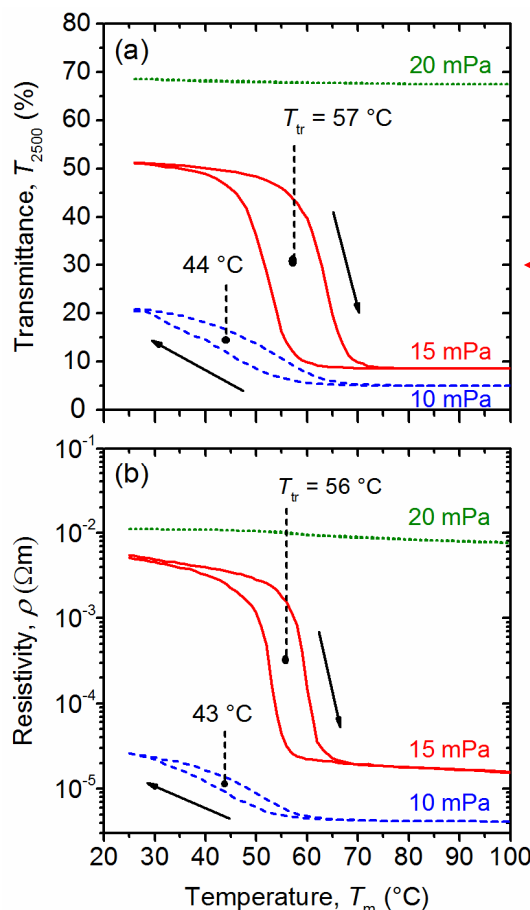 (a)
20 mPa
T_tr = 57 °C
44 °C
15 mPa
10 mPa
Transmittance, T_2500 (%)
80
70
60
50
40
30
20
10
0
(b)
T_tr = 56 °C
20 mPa
43 °C
15 mPa
10 mPa
Resistivity, ρ (Ωm)
10^-1
10^-2
10^-3
10^-4
10^-5
20 30 40 50 60 70 80 90 100
Temperature, T_m (°C)